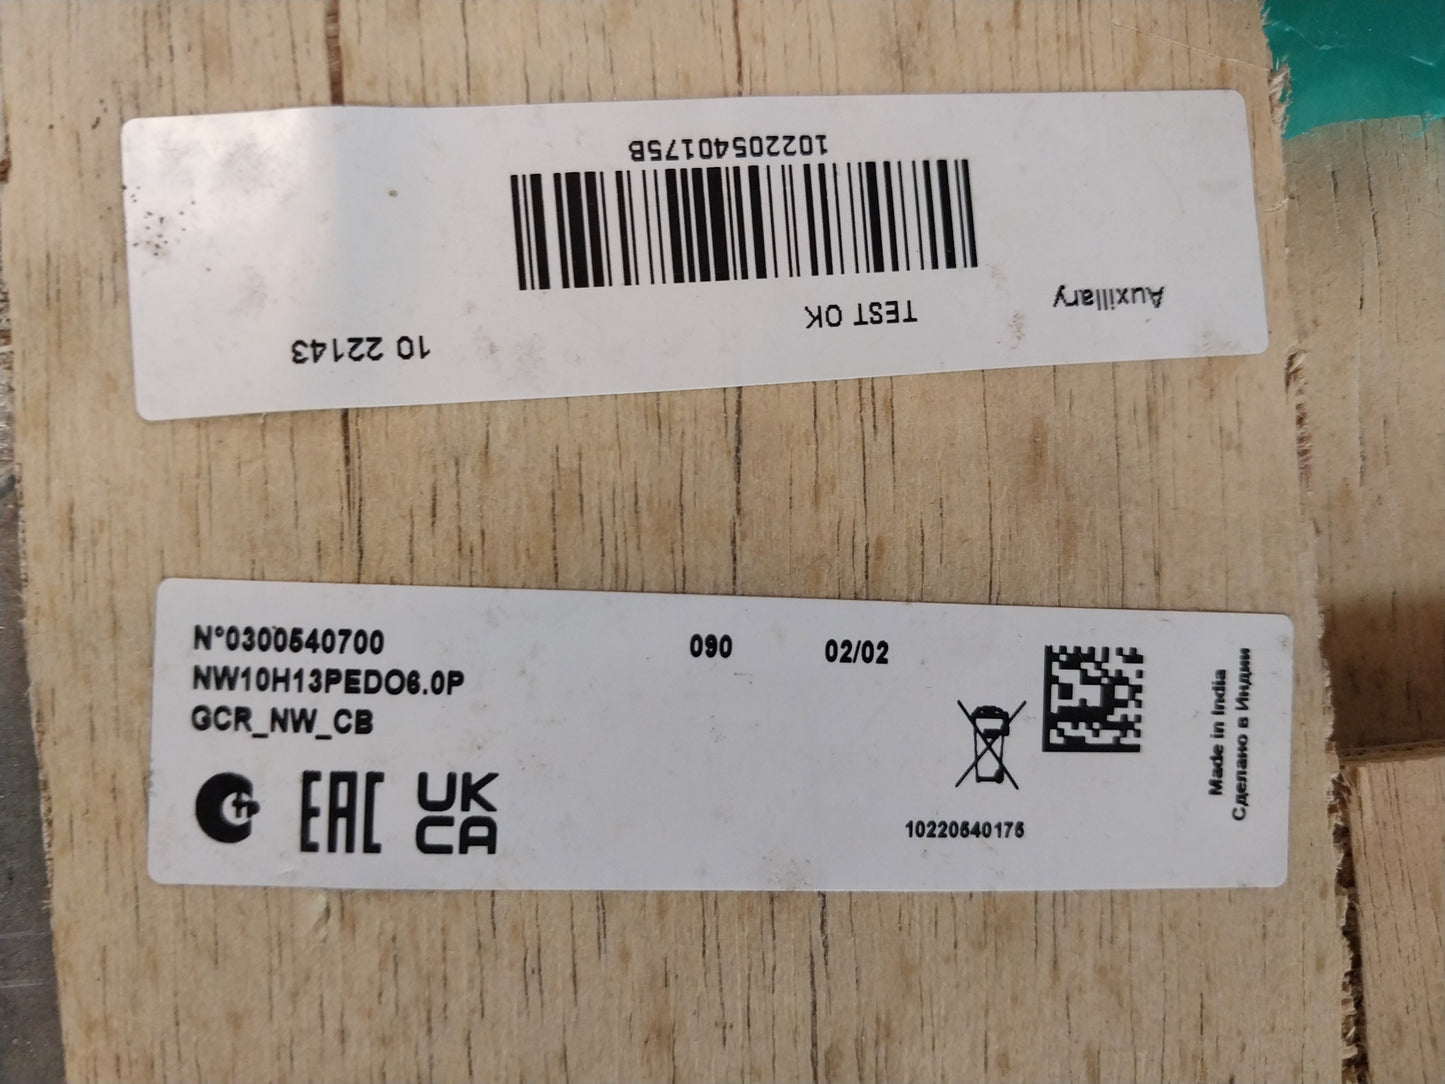 10220540175B
TEST OK
Auxillary
10 22143
N°0300540700
NW10H13PEDO6.0P
GCR_NW_CB
090
02/02
EAC
UK
CA
10220540175
Made in India
Сделано в Индии